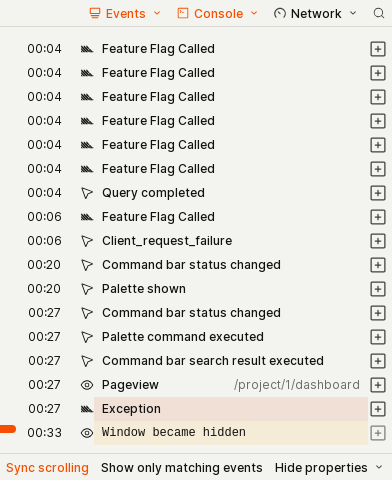 Events Console Network
00:04 Feature Flag Called
00:04 Feature Flag Called
00:04 Feature Flag Called
00:04 Feature Flag Called
00:04 Feature Flag Called
00:04 Feature Flag Called
00:04 Query completed
00:06 Feature Flag Called
00:06 Client_request_failure
00:20 Command bar status changed
00:20 Palette shown
00:27 Command bar status changed
00:27 Palette command executed
00:27 Command bar search result executed
00:27 Pageview /project/1/dashboard
00:27 Exception
00:33 Window became hidden
Sync scrolling Show only matching events Hide properties